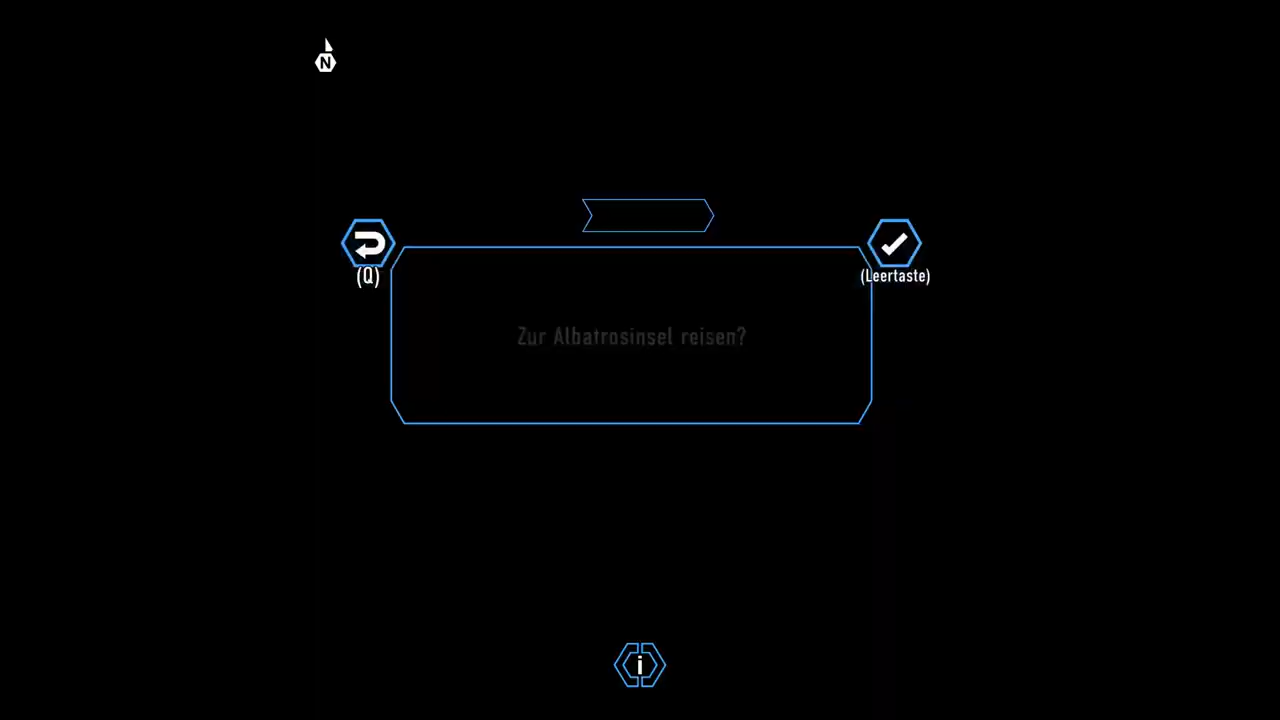 N
(Q)
(Leertaste)
Zur Albatrosinsel reisen?
i